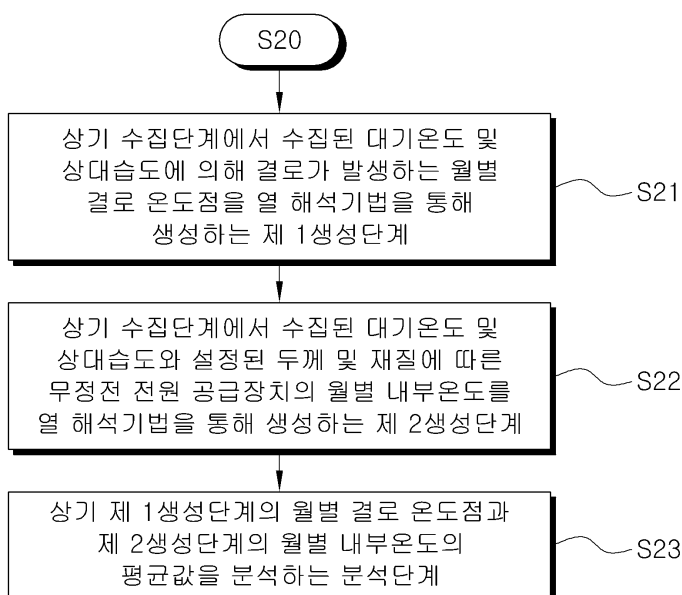 S20
상기 수집단계에서 수집된 대기온도 및
상대습도에 의해 결로가 발생하는 월별
결로 온도점을 열 해석기법을 통해
생성하는 제 1생성단계
S21
상기 수집단계에서 수집된 대기온도 및
상대습도와 설정된 두께 및 재질에 따른
무정전 전원 공급장치의 월별 내부온도를
열 해석기법을 통해 생성하는 제 2생성단계
S22
상기 제 1생성단계의 월별 결로 온도점과
제 2생성단계의 월별 내부온도의
평균값을 분석하는 분석단계
S23